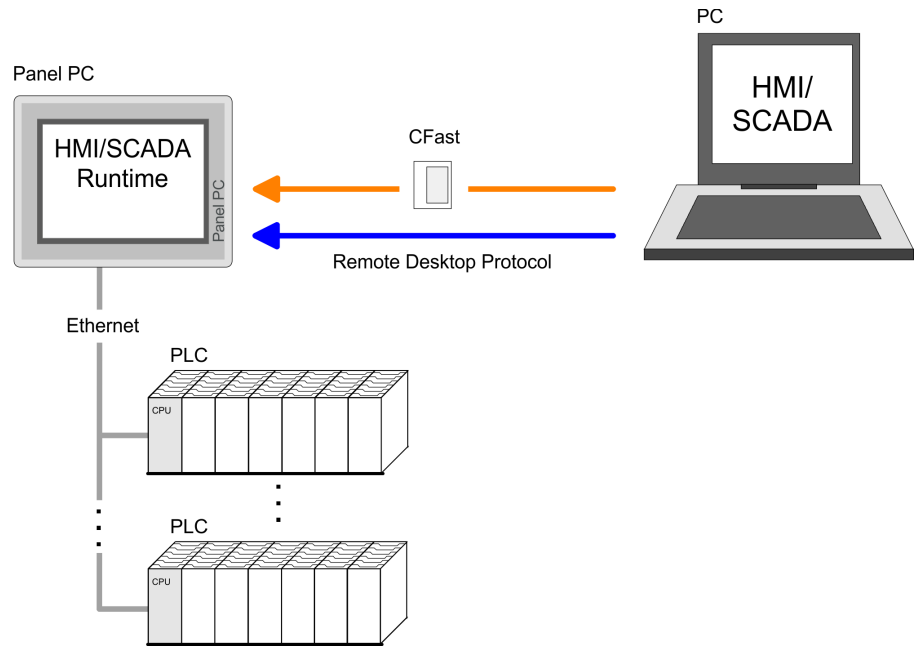 PC
Panel PC
HMI/
SCADA
CFast
HMI/SCADA
Runtime
Panel PC
Remote Desktop Protocol
Ethernet
PLC
CPU
PLC
CPU